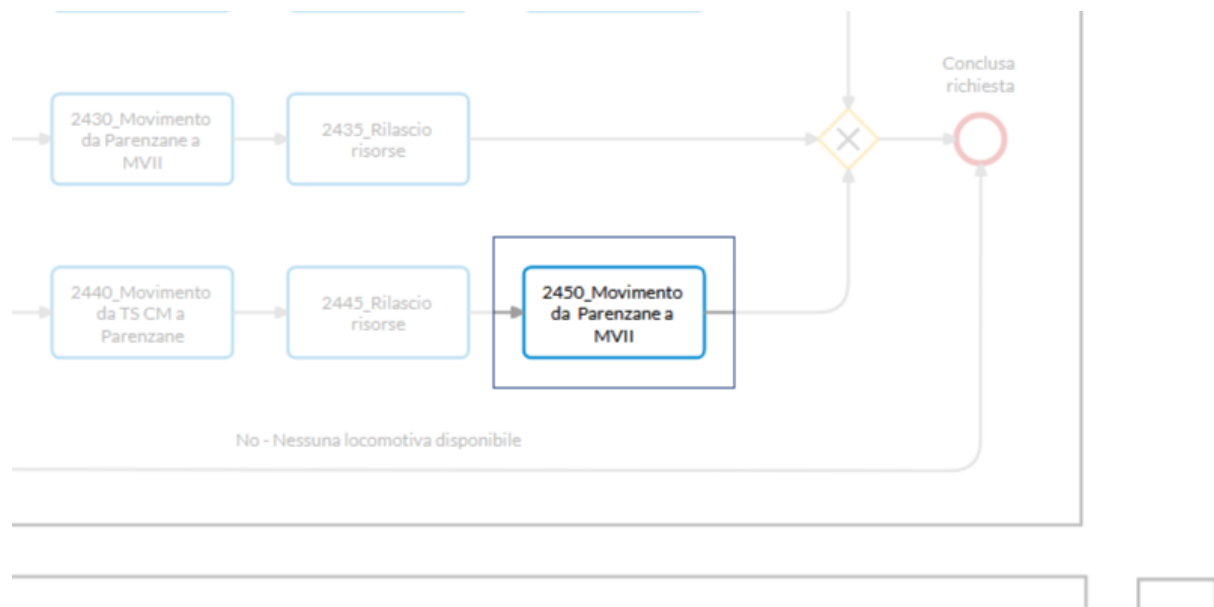 Conclusa
richiesta
2430_Movimento
da Parenzane a
MVII
2435_Rilascio
risorse
2440_Movimento
da TS CM a
Parenzane
2445_Rilascio
risorse
2450_Movimento
da Parenzane a
MVII
No - Nessuna locomotiva disponibile